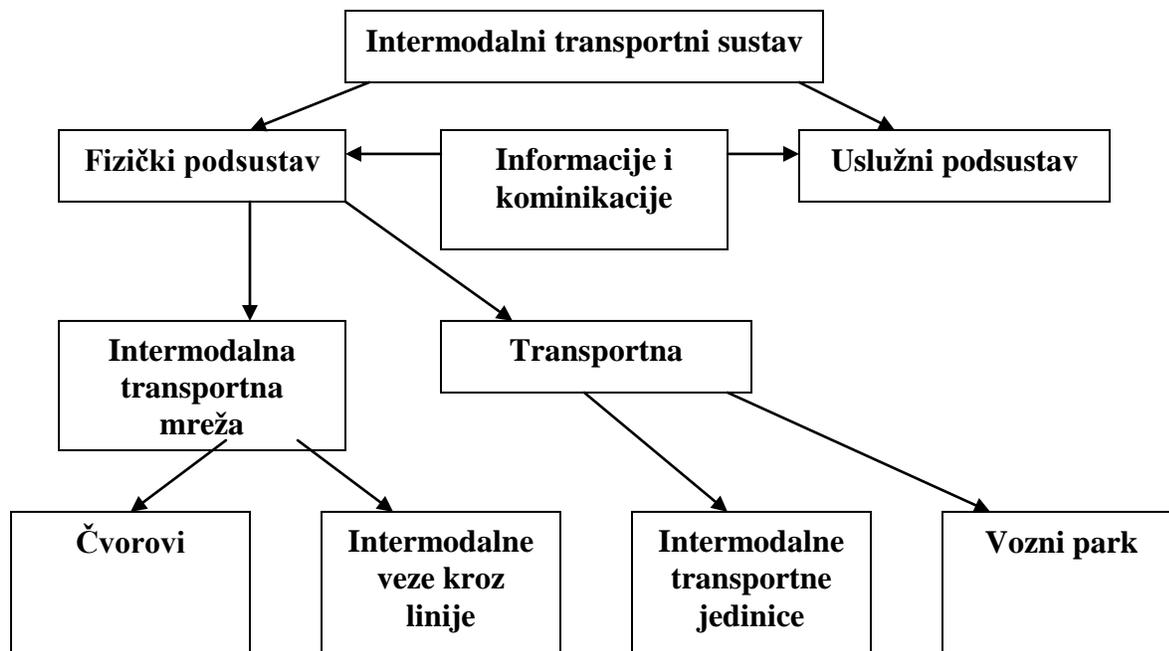 Intermodalni transportni sustav
Fizički podsustav
Informacije i
kominikacije
Uslužni podsustav
Intermodalna
transportna
mreža
Transportna
Čvorovi
Intermodalne
veze kroz
linije
Intermodalne
transportne
jedinice
Vozni park